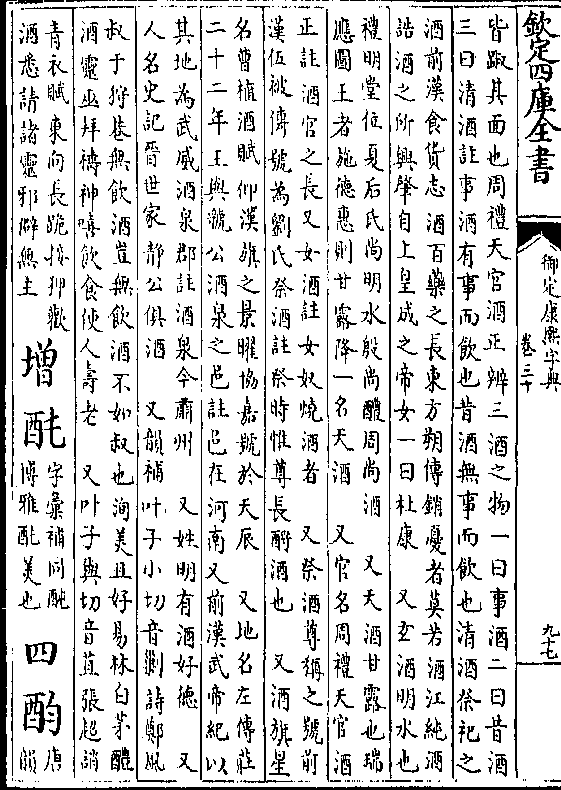 欽定四庫全書
御定康熙字典
卷三十
九十七
皆踧其面也周禮天官酒正辨三酒之物一曰事酒二曰昔酒
三曰清酒註事酒有事而飲也昔酒無事而飲也清酒祭祀之
酒前漢食貨志酒百藥之長東方朔傳銷憂者莫若酒江純酒
誥酒之所興肇自上皇成之帝女一曰杜康　又玄酒明水也
禮明堂位夏后氏尚明水殷尚醴周尚酒　又天酒甘露也瑞
應圖王者施德惠則甘露降一名天酒　又官名周禮天官酒
正註酒官之長又女酒註女奴曉酒者　又祭酒尊稱之號前
漢伍被傳號為劉氏祭酒註祭時惟尊長酹酒也　又酒旗星
名曹植酒賦仰漢旗之景曜協嘉號於天辰　又地名左傳莊
二十二年王與虢公酒泉之邑註邑在河南又前漢武帝紀以
其地為武威酒泉郡註酒泉今肅州　又姓明有酒好德　又
人名史記晉世家靜公俱酒　又韻補叶子小切音勦詩鄭風
叔于狩巷無飲酒豈無飲酒不如叔也洵美且好易林白茅醴
酒靈巫拜禱神嗜飲食使人壽老　又叶子與切音苴張超誚
青衣賦東向長跪接狎歡
酒悉請諸靈邪僻無主
增 酕 字彙補同酕
博雅酕美也
四 酌 唐
韻